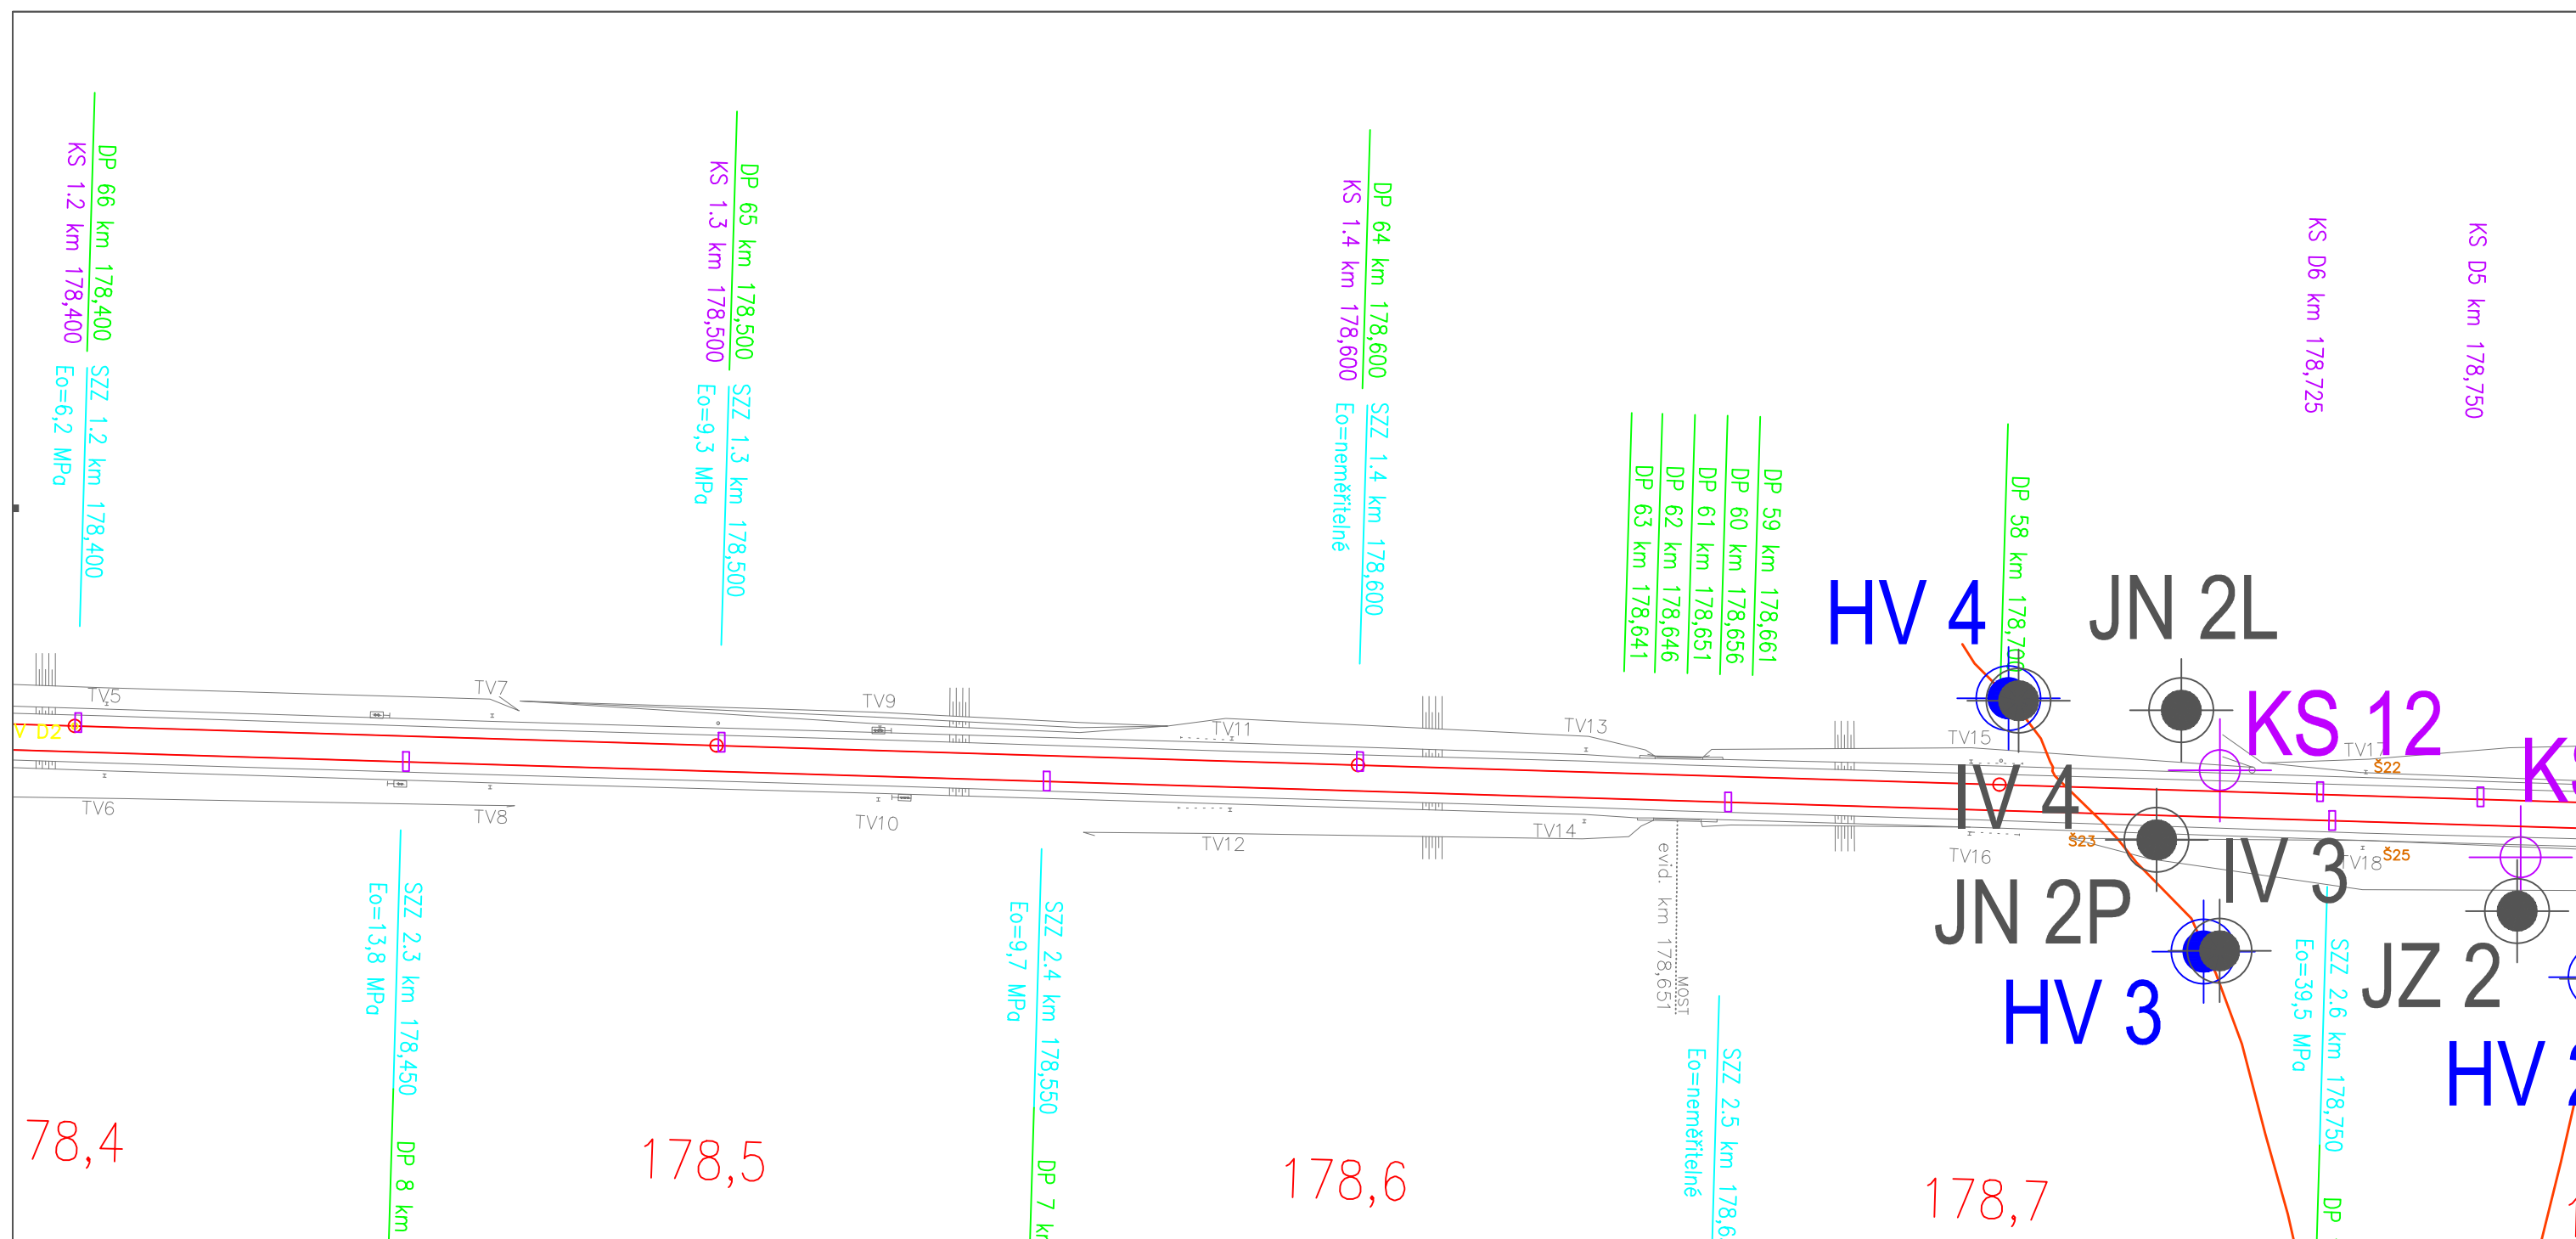 DP 66 km 178,400
KS 1.2 km 178,400
SZZ 1.2 km 178,400
Eo=6,2 MPa
DP 65 km 178,500
KS 1.3 km 178,500
SZZ 1.3 km 178,500
Eo=9,3 MPa
DP 64 km 178,600
KS 1.4 km 178,600
SZZ 1.4 km 178,600
Eo=neměřitelné
DP 63 km 178,641
DP 62 km 178,646
DP 61 km 178,651
DP 60 km 178,656
DP 59 km 178,661
DP 58 km 178,700
KS D6 km 178,725
KS D5 km 178,750
HV 4
JN 2L
KS 12
KS
TV5
TV7
TV9
TV11
TV13
TV15
TV17
Š22
V D2
IV 4
TV6
TV8
TV10
TV12
TV14
TV16
Š23
TV18
Š25
IV 3
JN 2P
HV 3
JZ 2
HV 2
evid. km 178,651
MOST
SZZ 2.3 km 178,450
Eo=13,8 MPa
DP 8 km
SZZ 2.4 km 178,550
Eo=9,7 MPa
DP 7
SZZ 2.5 km 178,6
Eo=neměřitelné
SZZ 2.6 km 178,750
Eo=39,5 MPa
DP
78,4
178,5
178,6
178,7